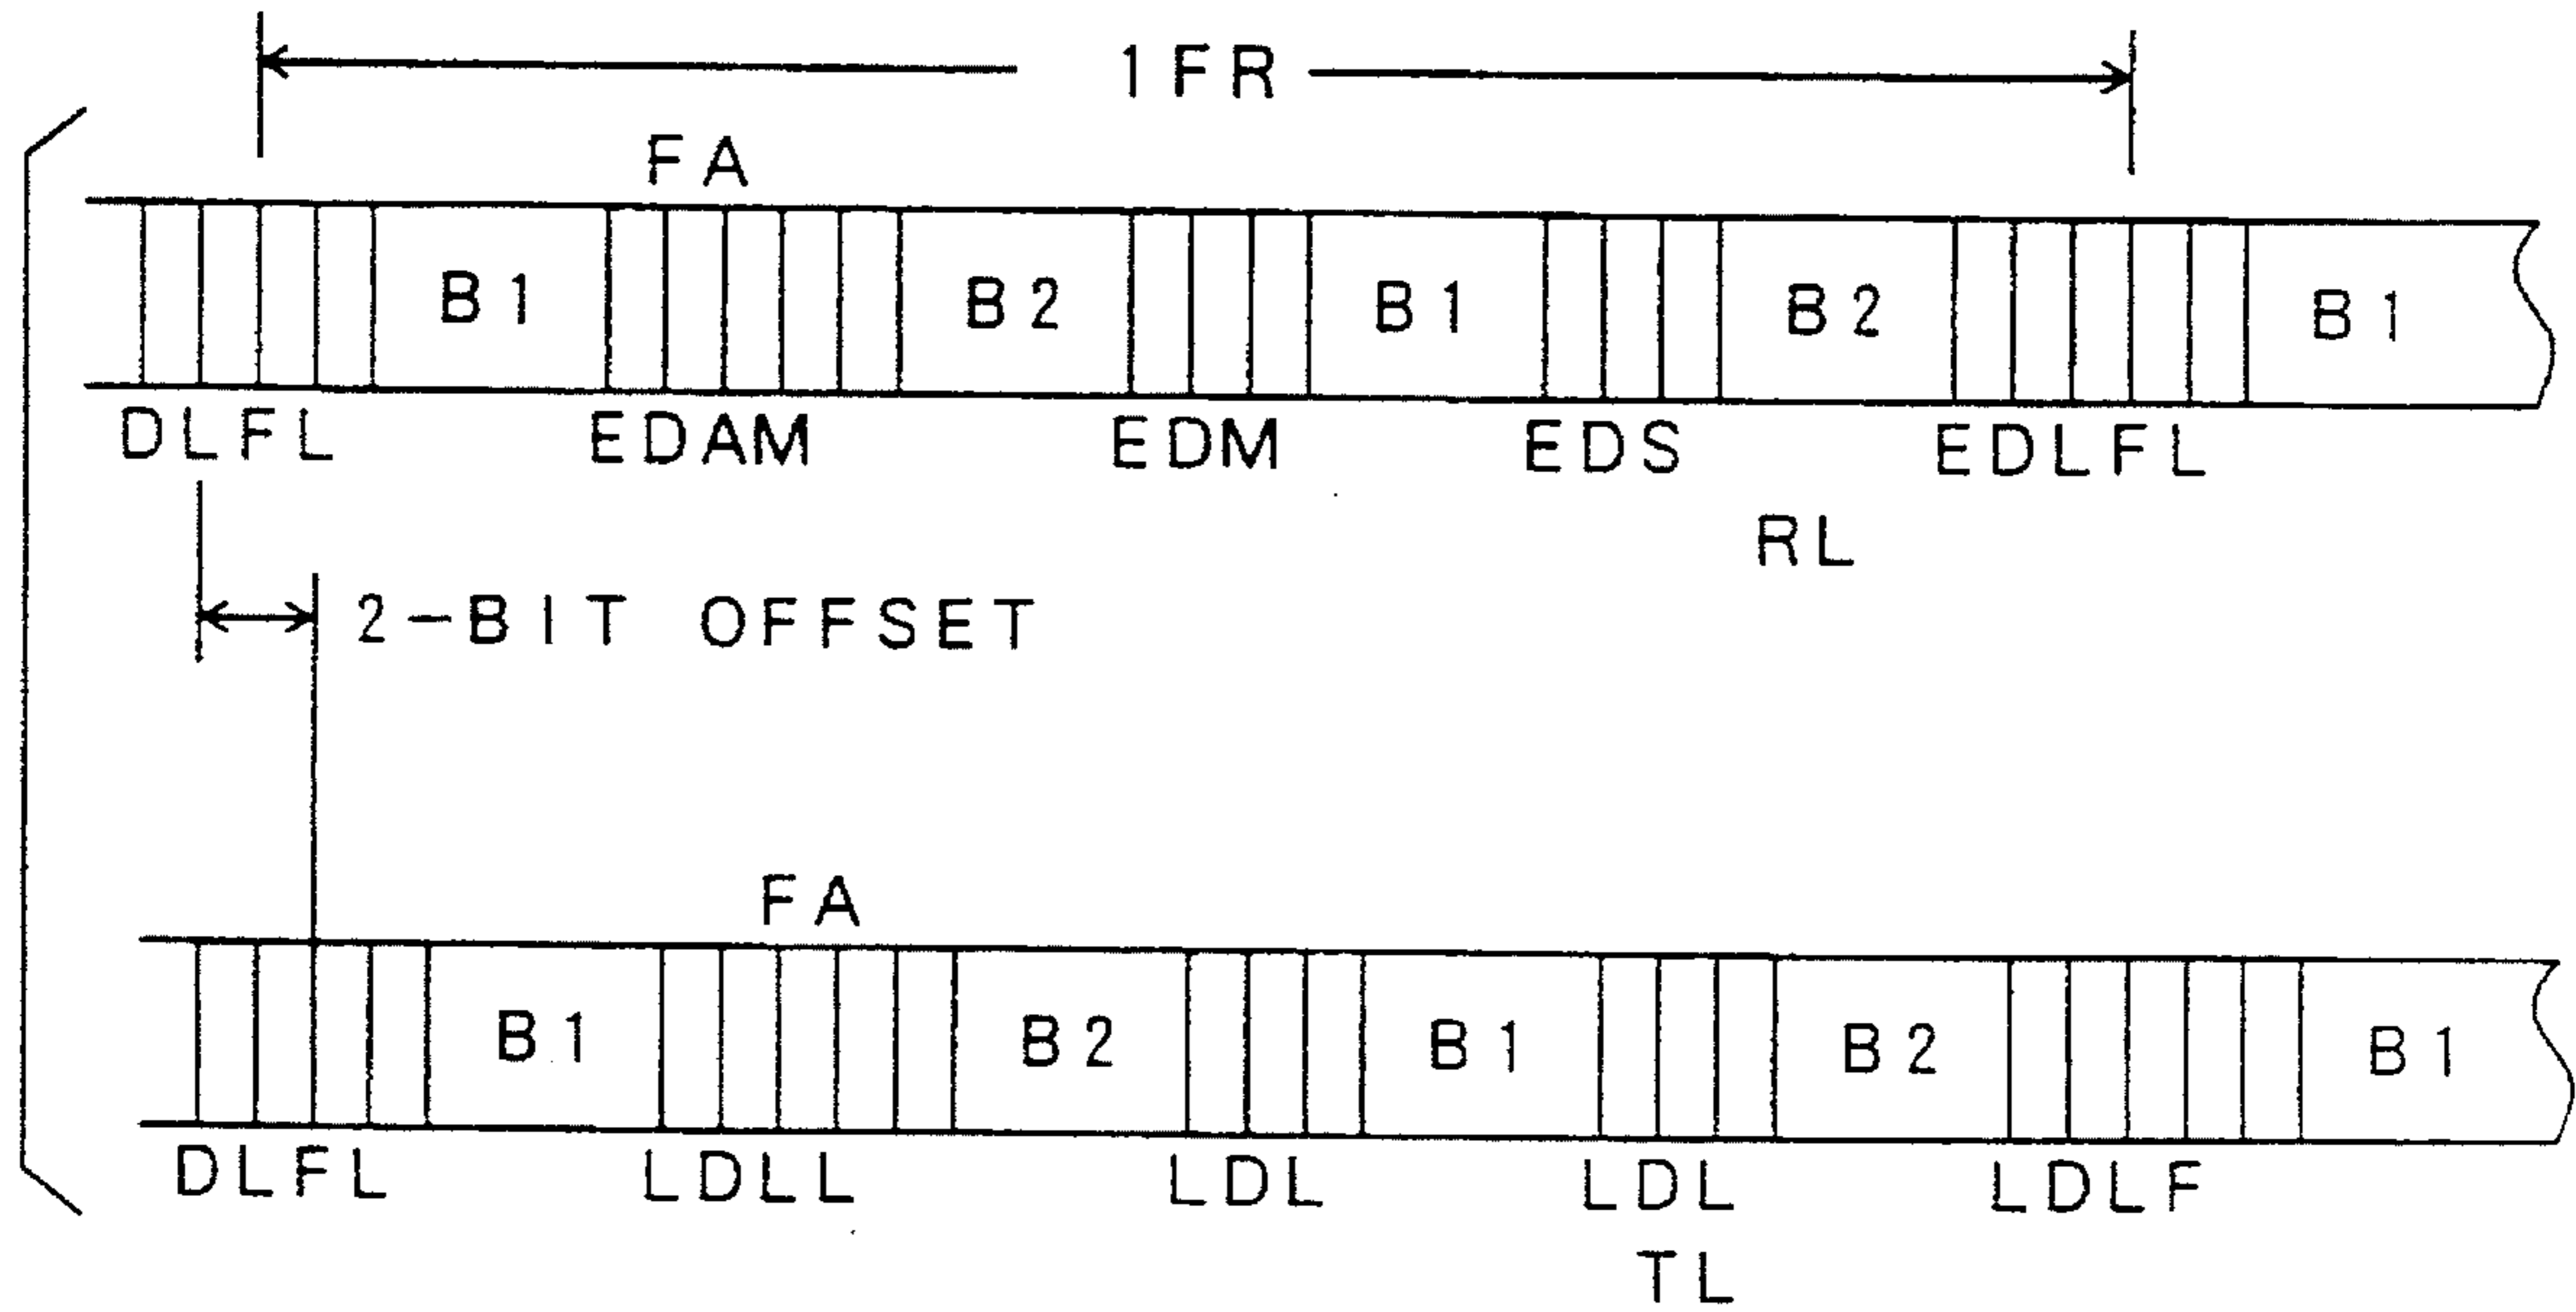 1FR
FA
B1 B2 B1 B2 B1
DLFL EDAM EDM EDS EDLFL
RL
2-BIT OFFSET
FA
B1 B2 B1 B2 B1
DLFL LDLL LDL LDL LDLF
TL